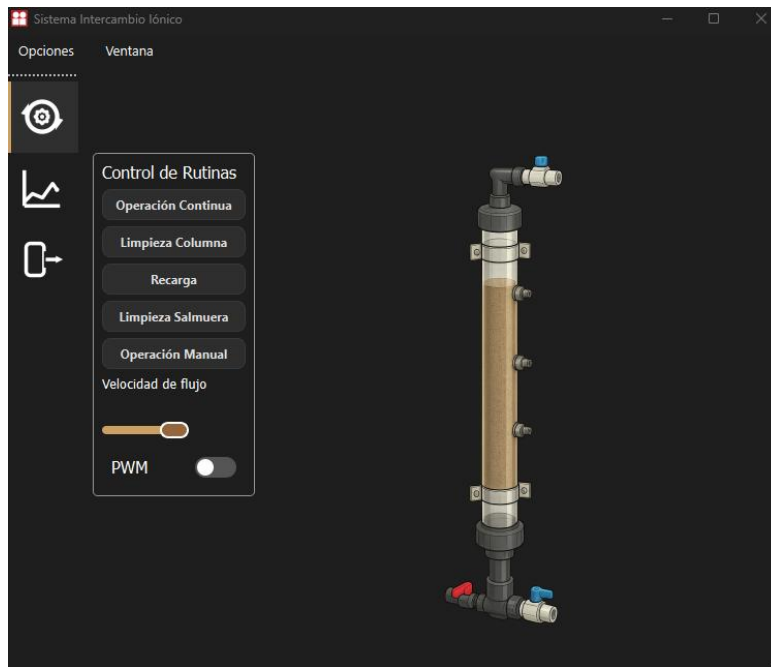 Sistema Intercambio Iónico
Opciones Ventana
Control de Rutinas
Operación Continua
Limpieza Columna
Recarga
Limpieza Salmuera
Operación Manual
Velocidad de flujo
PWM